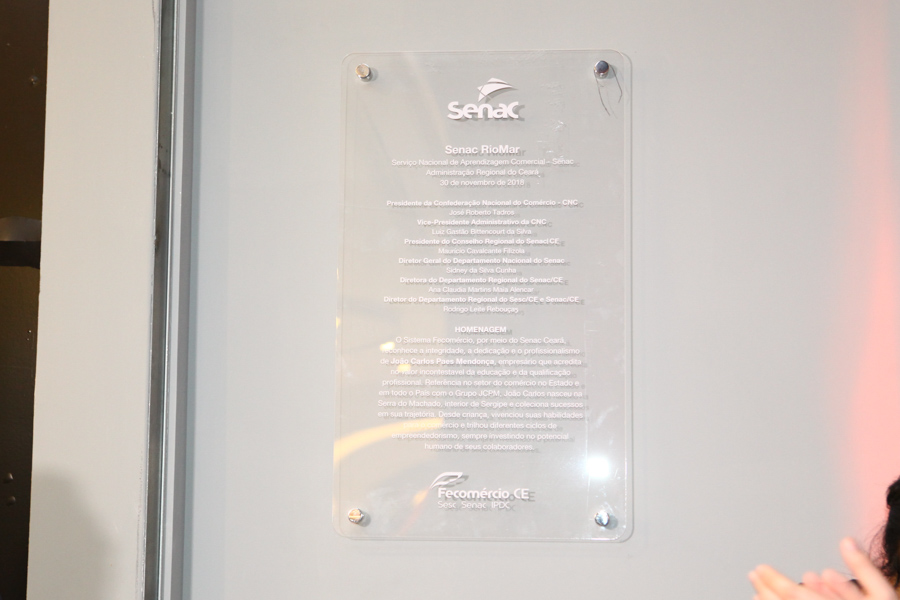 Senac
Senac RioMar
Serviço Nacional de Aprendizagem Comercial - Senac
Administração Regional do Ceará
30 de novembro de 2018
Presidente da Confederação Nacional do Comércio - CNC
José Roberto Tadros
Vice-Presidente Administrativo da CNC
Luiz Gastão Bittencourt da Silva
Presidente do Conselho Regional do Senac/CE
Maurício Cavalcante Filizola
Diretor Geral do Departamento Nacional do Senac
Sidney da Silva Cunha
Diretora do Departamento Regional do Senac/CE
Ana Claudia Martins Maia Alencar
Diretor do Departamento Regional do Sesc/CE e Senac/CE
Rodrigo Leite Rebouças
HOMENAGEM
O Sistema Fecomércio, por meio do Senac Ceará,
reconhece a integridade, a dedicação e o profissionalismo
de João Carlos Paes Mendonça, empresário que acredita
no valor incontestável da educação e da qualificação
profissional. Referência no setor do comércio no Estado e
em todo o País com o Grupo JCPM, João Carlos nasceu na
Serra do Machado, interior de Sergipe e coleciona sucessos
em sua trajetória. Desde criança, vivenciou suas habilidades
comércio e trilhou diferentes ciclos de
empreendedorismo, sempre investindo no potencial
humano de seus colaboradores.
Fecomércio CE
Sesc Senac IPDC